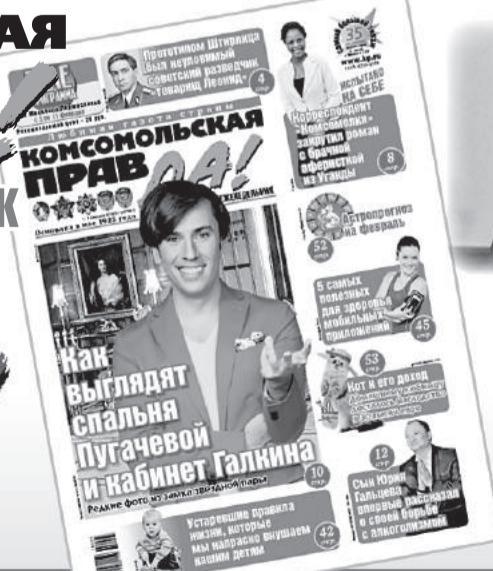 АЯ
К
Прототипом Штирлица
был неуловимый
советский разведчик
«товарищ Леонид»
4
стр.
35
www.kp.ru
ИСПЫТАНО
НА СЕБЕ
Корреспондент
«Комсомолки»
закрутил роман
с брачной
аферисткой
из Уганды
8
стр.
Любимая газета страны
КОМСОМОЛЬСКАЯ
ПРАВДА!
ЕЖЕНЕДЕЛЬНИК
Основана в мае 1925 года
52
стр.
Астропрогноз
на февраль
5 самых
полезных
для здоровья
мобильных
приложений
45
стр.
53
стр.
Кот и его доход
Как
выглядят
спальня
Пугачевой
и кабинет Галкина
Редкие фото из замка звездной пары
10
стр.
12
стр.
Сын Юрия
Гальцева
впервые рассказал
о своей борьбе
с алкоголизмом
Устаревшие правила
жизни, которые
мы напрасно внушаем
нашим детям
42
стр.